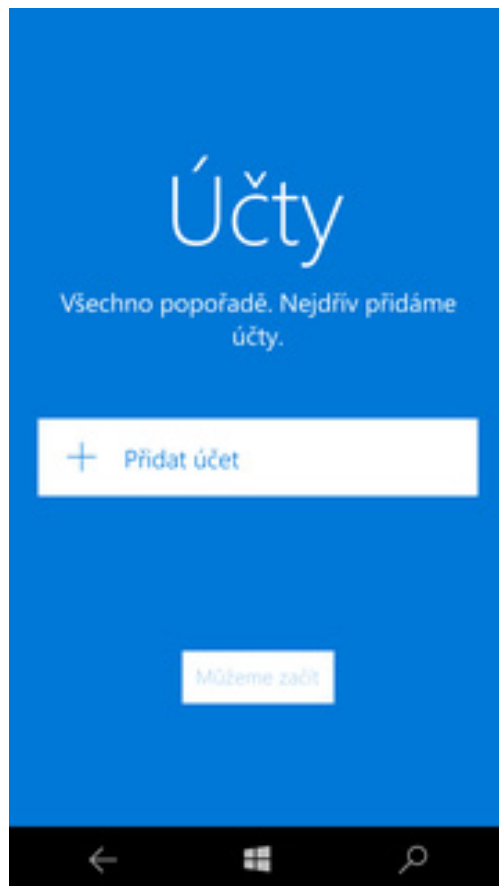 Účty
Všechno popořadě. Nejdřív přidáme
účty.
Přidat účet
Můžeme začít